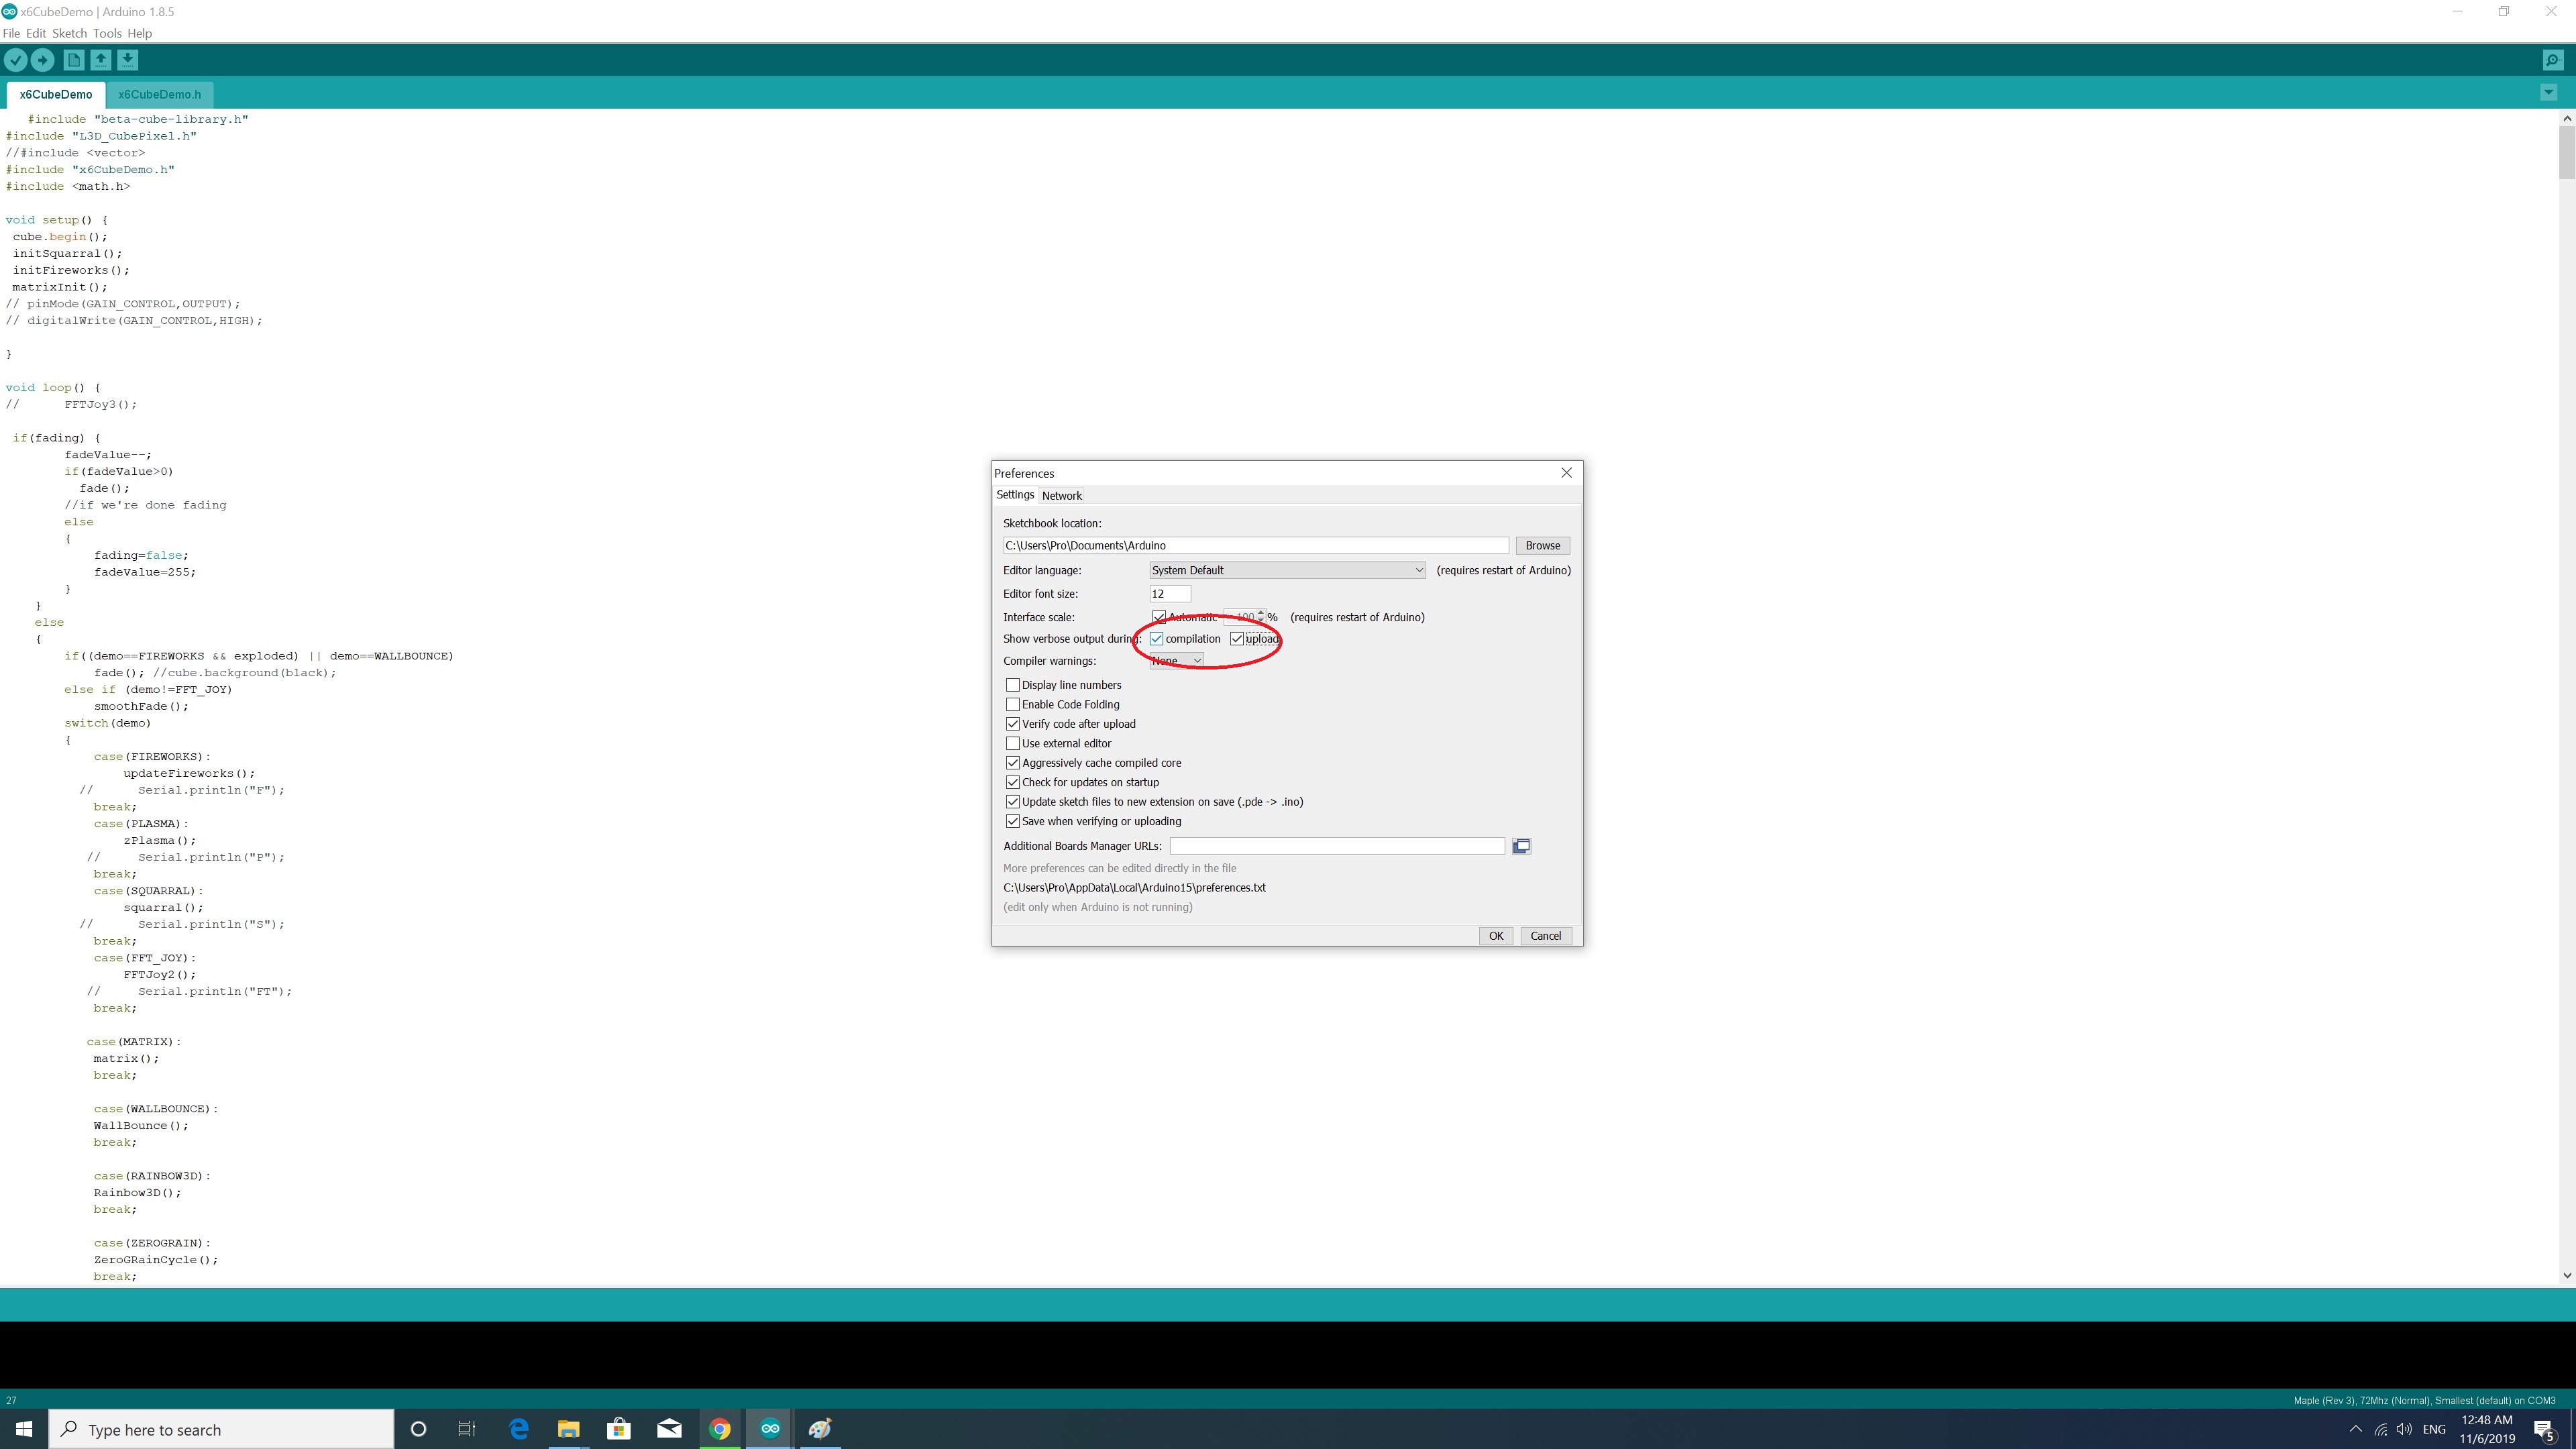 x6CubeDemo | Arduino 1.8.5
File Edit Sketch Tools Help
x6CubeDemo x6CubeDemo.h
#include "beta-cube-library.h"
#include "L3D_CubePixel.h"
//#include <vector>
#include "x6CubeDemo.h"
#include <math.h>
void setup() {
cube.begin();
initSquarral();
initFireworks();
matrixInit();
// pinMode(GAIN_CONTROL,OUTPUT);
// digitalWrite(GAIN_CONTROL,HIGH);
}
void loop() {
// FFTJoy3();
if(fading) {
fadeValue--;
if(fadeValue>0)
fade();
//if we're done fading
else
{
fading=false;
fadeValue=255;
}
}
else
{
if((demo==FIREWORKS && exploded) || demo==WALLBOUNCE)
fade(); //cube.background(black);
else if (demo!=FFT_JOY)
smoothFade();
switch(demo)
{
case(FIREWORKS):
updateFireworks();
// Serial.println("F");
break;
case(PLASMA):
zPlasma();
// Serial.println("P");
break;
case(SQUARRAL):
squarral();
// Serial.println("S");
break;
case(FFT_JOY):
FFTJoy2();
// Serial.println("FT");
break;
case(MATRIX):
matrix();
break;
case(WALLBOUNCE):
WallBounce();
break;
case(RAINBOW3D):
Rainbow3D();
break;
case(ZEROGRAIN):
ZeroGRainCycle();
break;
Preferences
Settings Network
Sketchbook location:
C:\Users\Pro\Documents\Arduino Browse
Editor language: System Default (requires restart of Arduino)
Editor font size: 12
Interface scale: Automatic 100 % (requires restart of Arduino)
Show verbose output during: compilation upload
Compiler warnings: None
Display line numbers
Enable Code Folding
Verify code after upload
Use external editor
Aggressively cache compiled core
Check for updates on startup
Update sketch files to new extension on save (.pde -> .ino)
Save when verifying or uploading
Additional Boards Manager URLs:
More preferences can be edited directly in the file
C:\Users\Pro\AppData\Local\Arduino15\preferences.txt
(edit only when Arduino is not running)
OK Cancel
27 Maple (Rev 3), 72Mhz (Normal), Smallest (default) on COM3
Type here to search
ENG
12:48 AM
11/6/2019
5